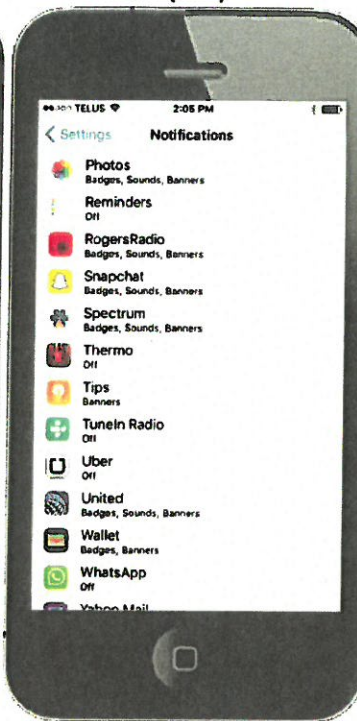 TELUS 2:05 PM
Settings Notifications
Photos
Badges, Sounds, Banners
Reminders
Off
RogersRadio
Badges, Sounds, Banners
Snapchat
Badges, Sounds, Banners
Spectrum
Badges, Sounds, Banners
Thermo
Off
Tips
Banners
TuneIn Radio
Off
Uber
Off
United
Badges, Sounds, Banners
Wallet
Badges, Banners
WhatsApp
Off
Yahoo Mail